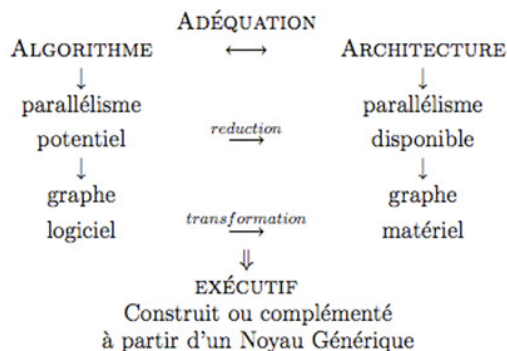 ADÉQUATION
ALGORITHME ⟷ ARCHITECTURE
↓ ↓
parallélisme parallélisme
potentiel reduction⟶ disponible
↓ ↓
graphe graphe
logiciel transformation⟶ matériel
⇓
EXÉCUTIF
Construit ou complémenté
à partir d'un Noyau Générique